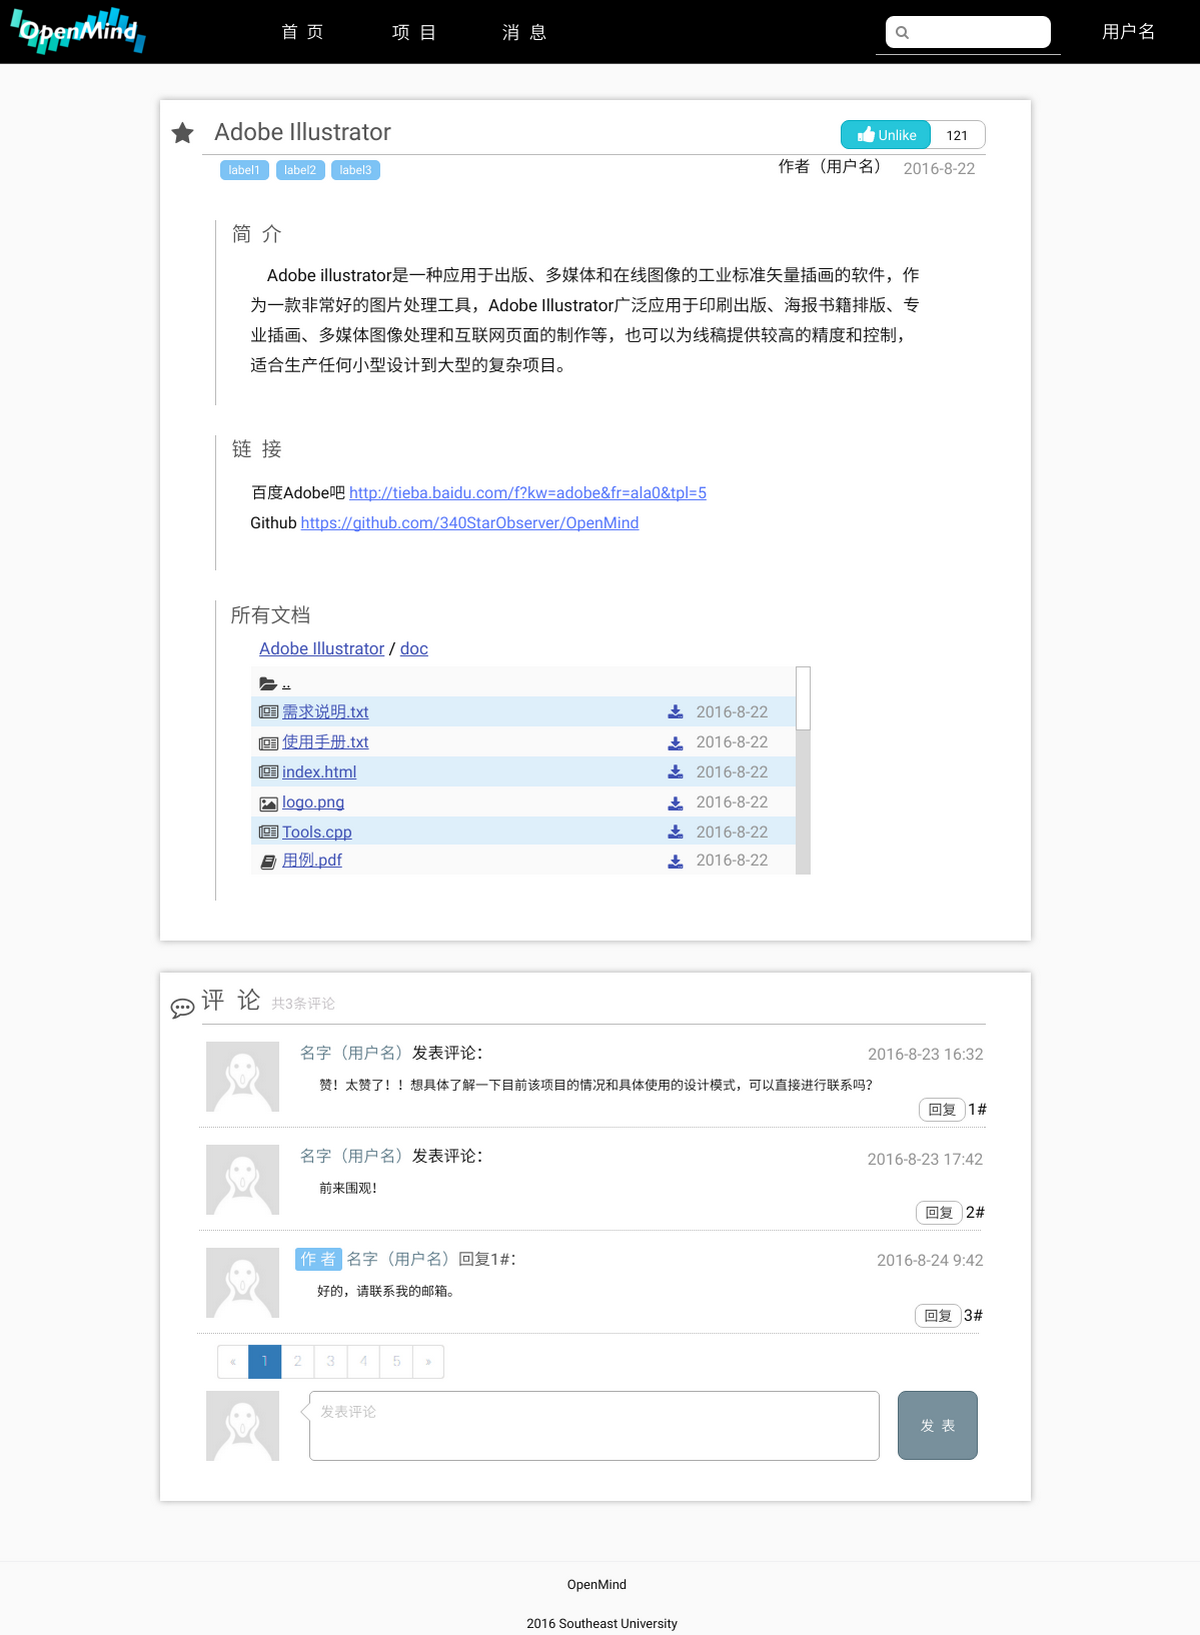 OpenMind
首 页 项 目 消 息 用户名
Adobe Illustrator Unlike 121
label1 label2 label3 作者（用户名） 2016-8-22
简 介
Adobe illustrator是一种应用于出版、多媒体和在线图像的工业标准矢量插画的软件，作
为一款非常好的图片处理工具，Adobe Illustrator广泛应用于印刷出版、海报书籍排版、专
业插画、多媒体图像处理和互联网页面的制作等，也可以为线稿提供较高的精度和控制，
适合生产任何小型设计到大型的复杂项目。
链 接
百度Adobe吧 http://tieba.baidu.com/f?kw=adobe&fr=ala0&tpl=5
Github https://github.com/340StarObserver/OpenMind
所有文档
Adobe Illustrator / doc
..
需求说明.txt 2016-8-22
使用手册.txt 2016-8-22
index.html 2016-8-22
logo.png 2016-8-22
Tools.cpp 2016-8-22
用例.pdf 2016-8-22
评 论 共3条评论
名字（用户名）发表评论： 2016-8-23 16:32
赞！太赞了！！想具体了解一下目前该项目的情况和具体使用的设计模式，可以直接进行联系吗？
回复 1#
名字（用户名）发表评论： 2016-8-23 17:42
前来围观！
回复 2#
作 者 名字（用户名）回复1#： 2016-8-24 9:42
好的，请联系我的邮箱。
回复 3#
« 1 2 3 4 5 »
发表评论
发 表
OpenMind
2016 Southeast University